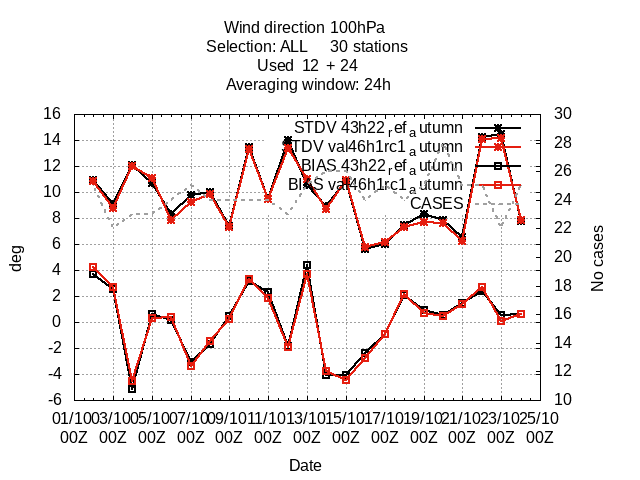 Wind direction 100hPa
Selection: ALL 30 stations
Used 12 + 24
Averaging window: 24h
16 14 12 10 8 6 4 2 0 -2 -4 -6
deg
30 28 26 24 22 20 18 16 14 12 10
No cases
STDV 43h22_ref_autumn
STDV val46h1rc1_autumn
BIAS 43h22_ref_autumn
BIAS val46h1rc1_autumn
CASES
01/10 03/10 05/10 07/10 09/10 11/10 13/10 15/10 17/10 19/10 21/10 23/10 25/10
00Z 00Z 00Z 00Z 00Z 00Z 00Z 00Z 00Z 00Z 00Z 00Z 00Z
Date